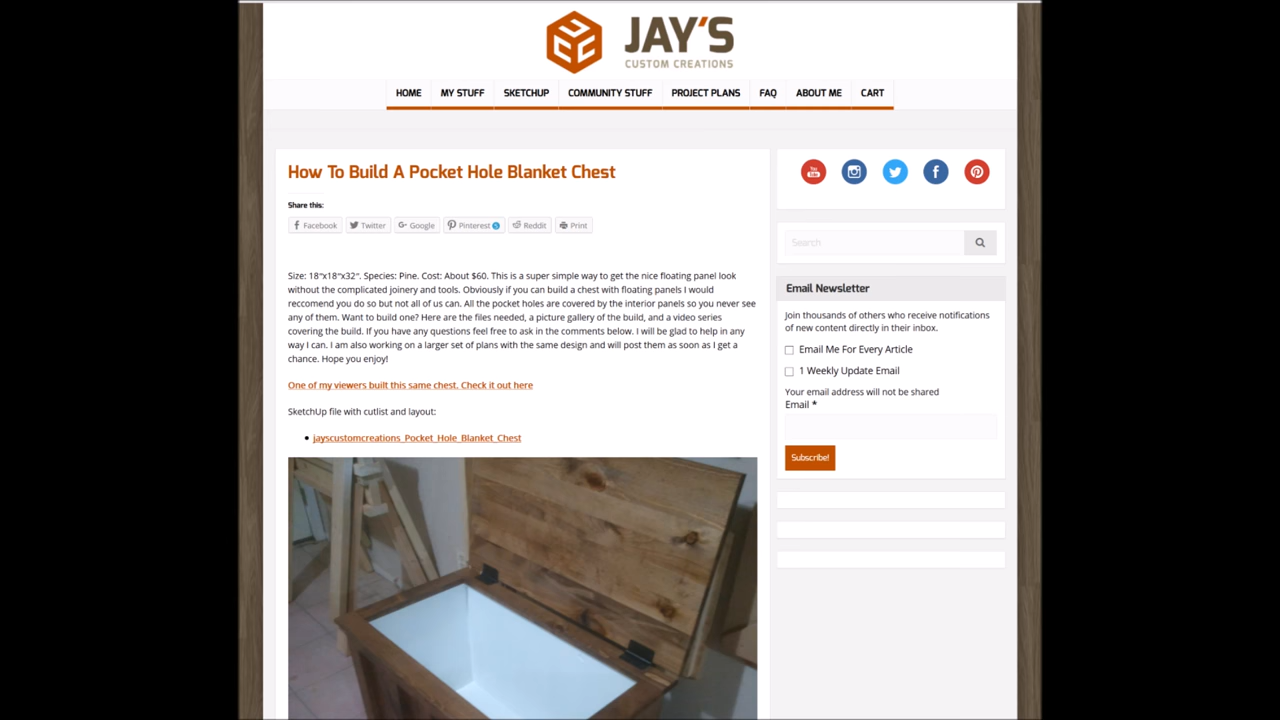 JAY'S
CUSTOM CREATIONS
HOME MY STUFF SKETCHUP COMMUNITY STUFF PROJECT PLANS FAQ ABOUT ME CART
How To Build A Pocket Hole Blanket Chest
Share this:
Facebook Twitter Google Pinterest 5 Reddit Print
Size: 18"x18"x32". Species: Pine. Cost: About $60. This is a super simple way to get the nice floating panel look
without the complicated joinery and tools. Obviously if you can build a chest with floating panels I would
reccomend you do so but not all of us can. All the pocket holes are covered by the interior panels so you never see
any of them. Want to build one? Here are the files needed, a picture gallery of the build, and a video series
covering the build. If you have any questions feel free to ask in the comments below. I will be glad to help in any
way I can. I am also working on a larger set of plans with the same design and will post them as soon as I get a
chance. Hope you enjoy!
One of my viewers built this same chest. Check it out here
SketchUp file with cutlist and layout:
jayscustomcreations_Pocket_Hole_Blanket_Chest
You Tube
Search
Email Newsletter
Join thousands of others who receive notifications
of new content directly in their inbox.
Email Me For Every Article
1 Weekly Update Email
Your email address will not be shared
Email *
Subscribe!